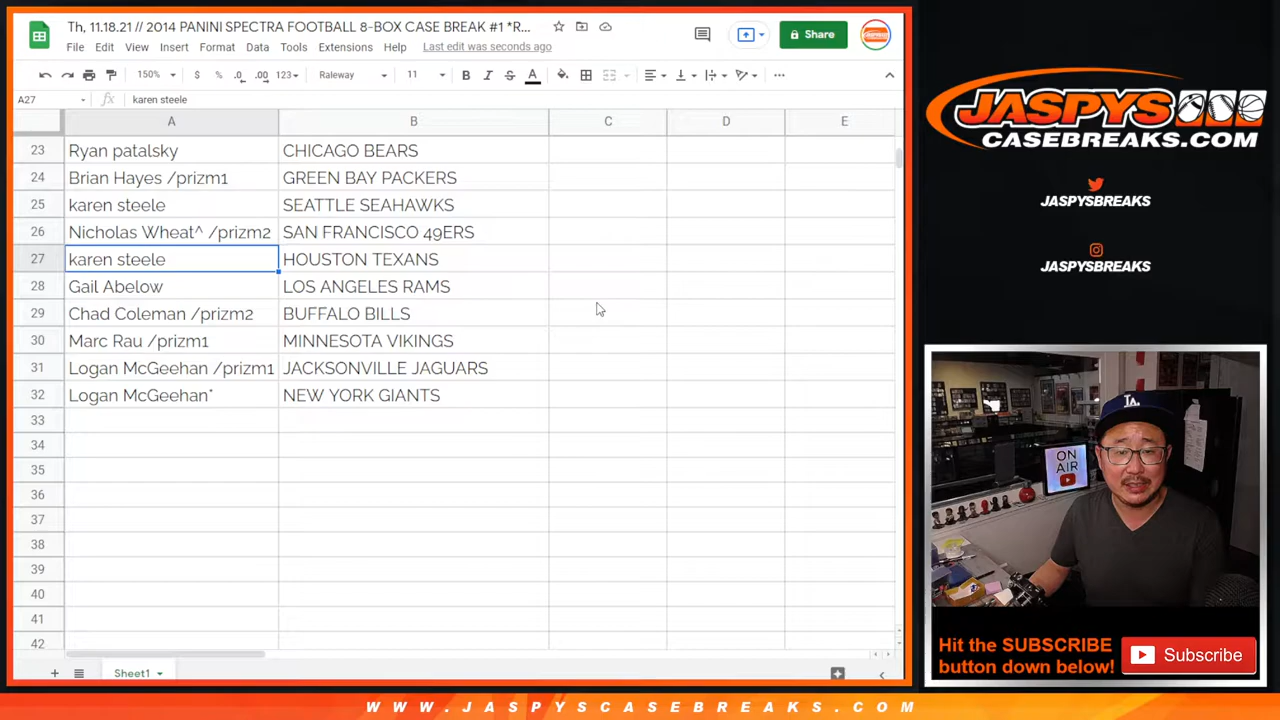 Th, 11.18.21 // 2014 PANINI SPECTRA FOOTBALL 8-BOX CASE BREAK #1 *R...
Share
File Edit View Insert Format Data Tools Extensions Help Last edit was seconds ago
150% $ % .0 .00 123 Raleway 11 B I S A
A27 fx karen steele
A B C D E
23 Ryan patalsky CHICAGO BEARS
24 Brian Hayes /prizm1 GREEN BAY PACKERS
25 karen steele SEATTLE SEAHAWKS
26 Nicholas Wheat^ /prizm2 SAN FRANCISCO 49ERS
27 karen steele HOUSTON TEXANS
28 Gail Abelow LOS ANGELES RAMS
29 Chad Coleman /prizm2 BUFFALO BILLS
30 Marc Rau /prizm1 MINNESOTA VIKINGS
31 Logan McGeehan /prizm1 JACKSONVILLE JAGUARS
32 Logan McGeehan* NEW YORK GIANTS
33
34
35
36
37
38
39
40
41
42
Sheet1
JASPYS
CASEBREAKS.COM
JASPYSBREAKS
JASPYSBREAKS
LA
ON
AIR
Hit the SUBSCRIBE
button down below!
Subscribe
WWW.JASPYSCASEBREAKS.COM